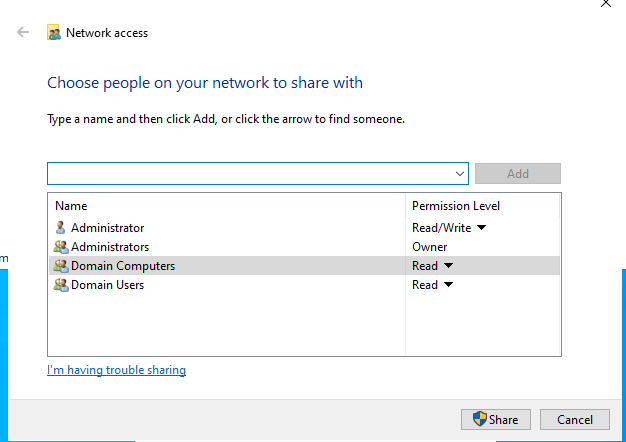 Network access
Choose people on your network to share with
Type a name and then click Add, or click the arrow to find someone.
Add
Name Permission Level
Administrator Read/Write
Administrators Owner
Domain Computers Read
Domain Users Read
I'm having trouble sharing
Share Cancel